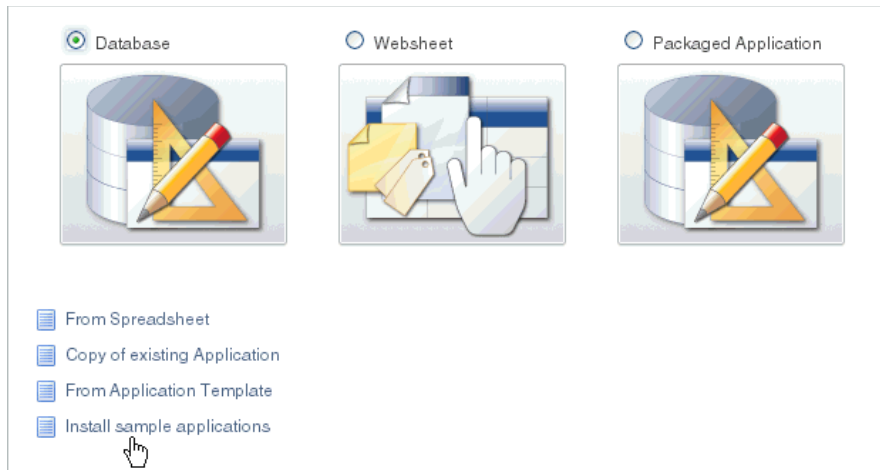 Database
Websheet
Packaged Application
From Spreadsheet
Copy of existing Application
From Application Template
Install sample applications